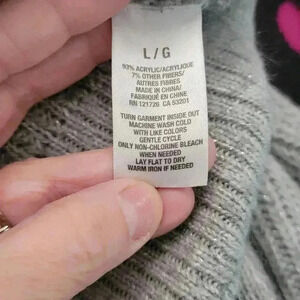 L/G
93% ACRYLIC/ACRYLIQUE
7% OTHER FIBERS/
AUTRES FIBRES
MADE IN CHINA/
FABRIQUÉ EN CHINE
RN 121726 CA 53201
TURN GARMENT INSIDE OUT
MACHINE WASH COLD
WITH LIKE COLORS
GENTLE CYCLE
ONLY NON-CHLORINE BLEACH
WHEN NEEDED
LAY FLAT TO DRY
WARM IRON IF NEEDED